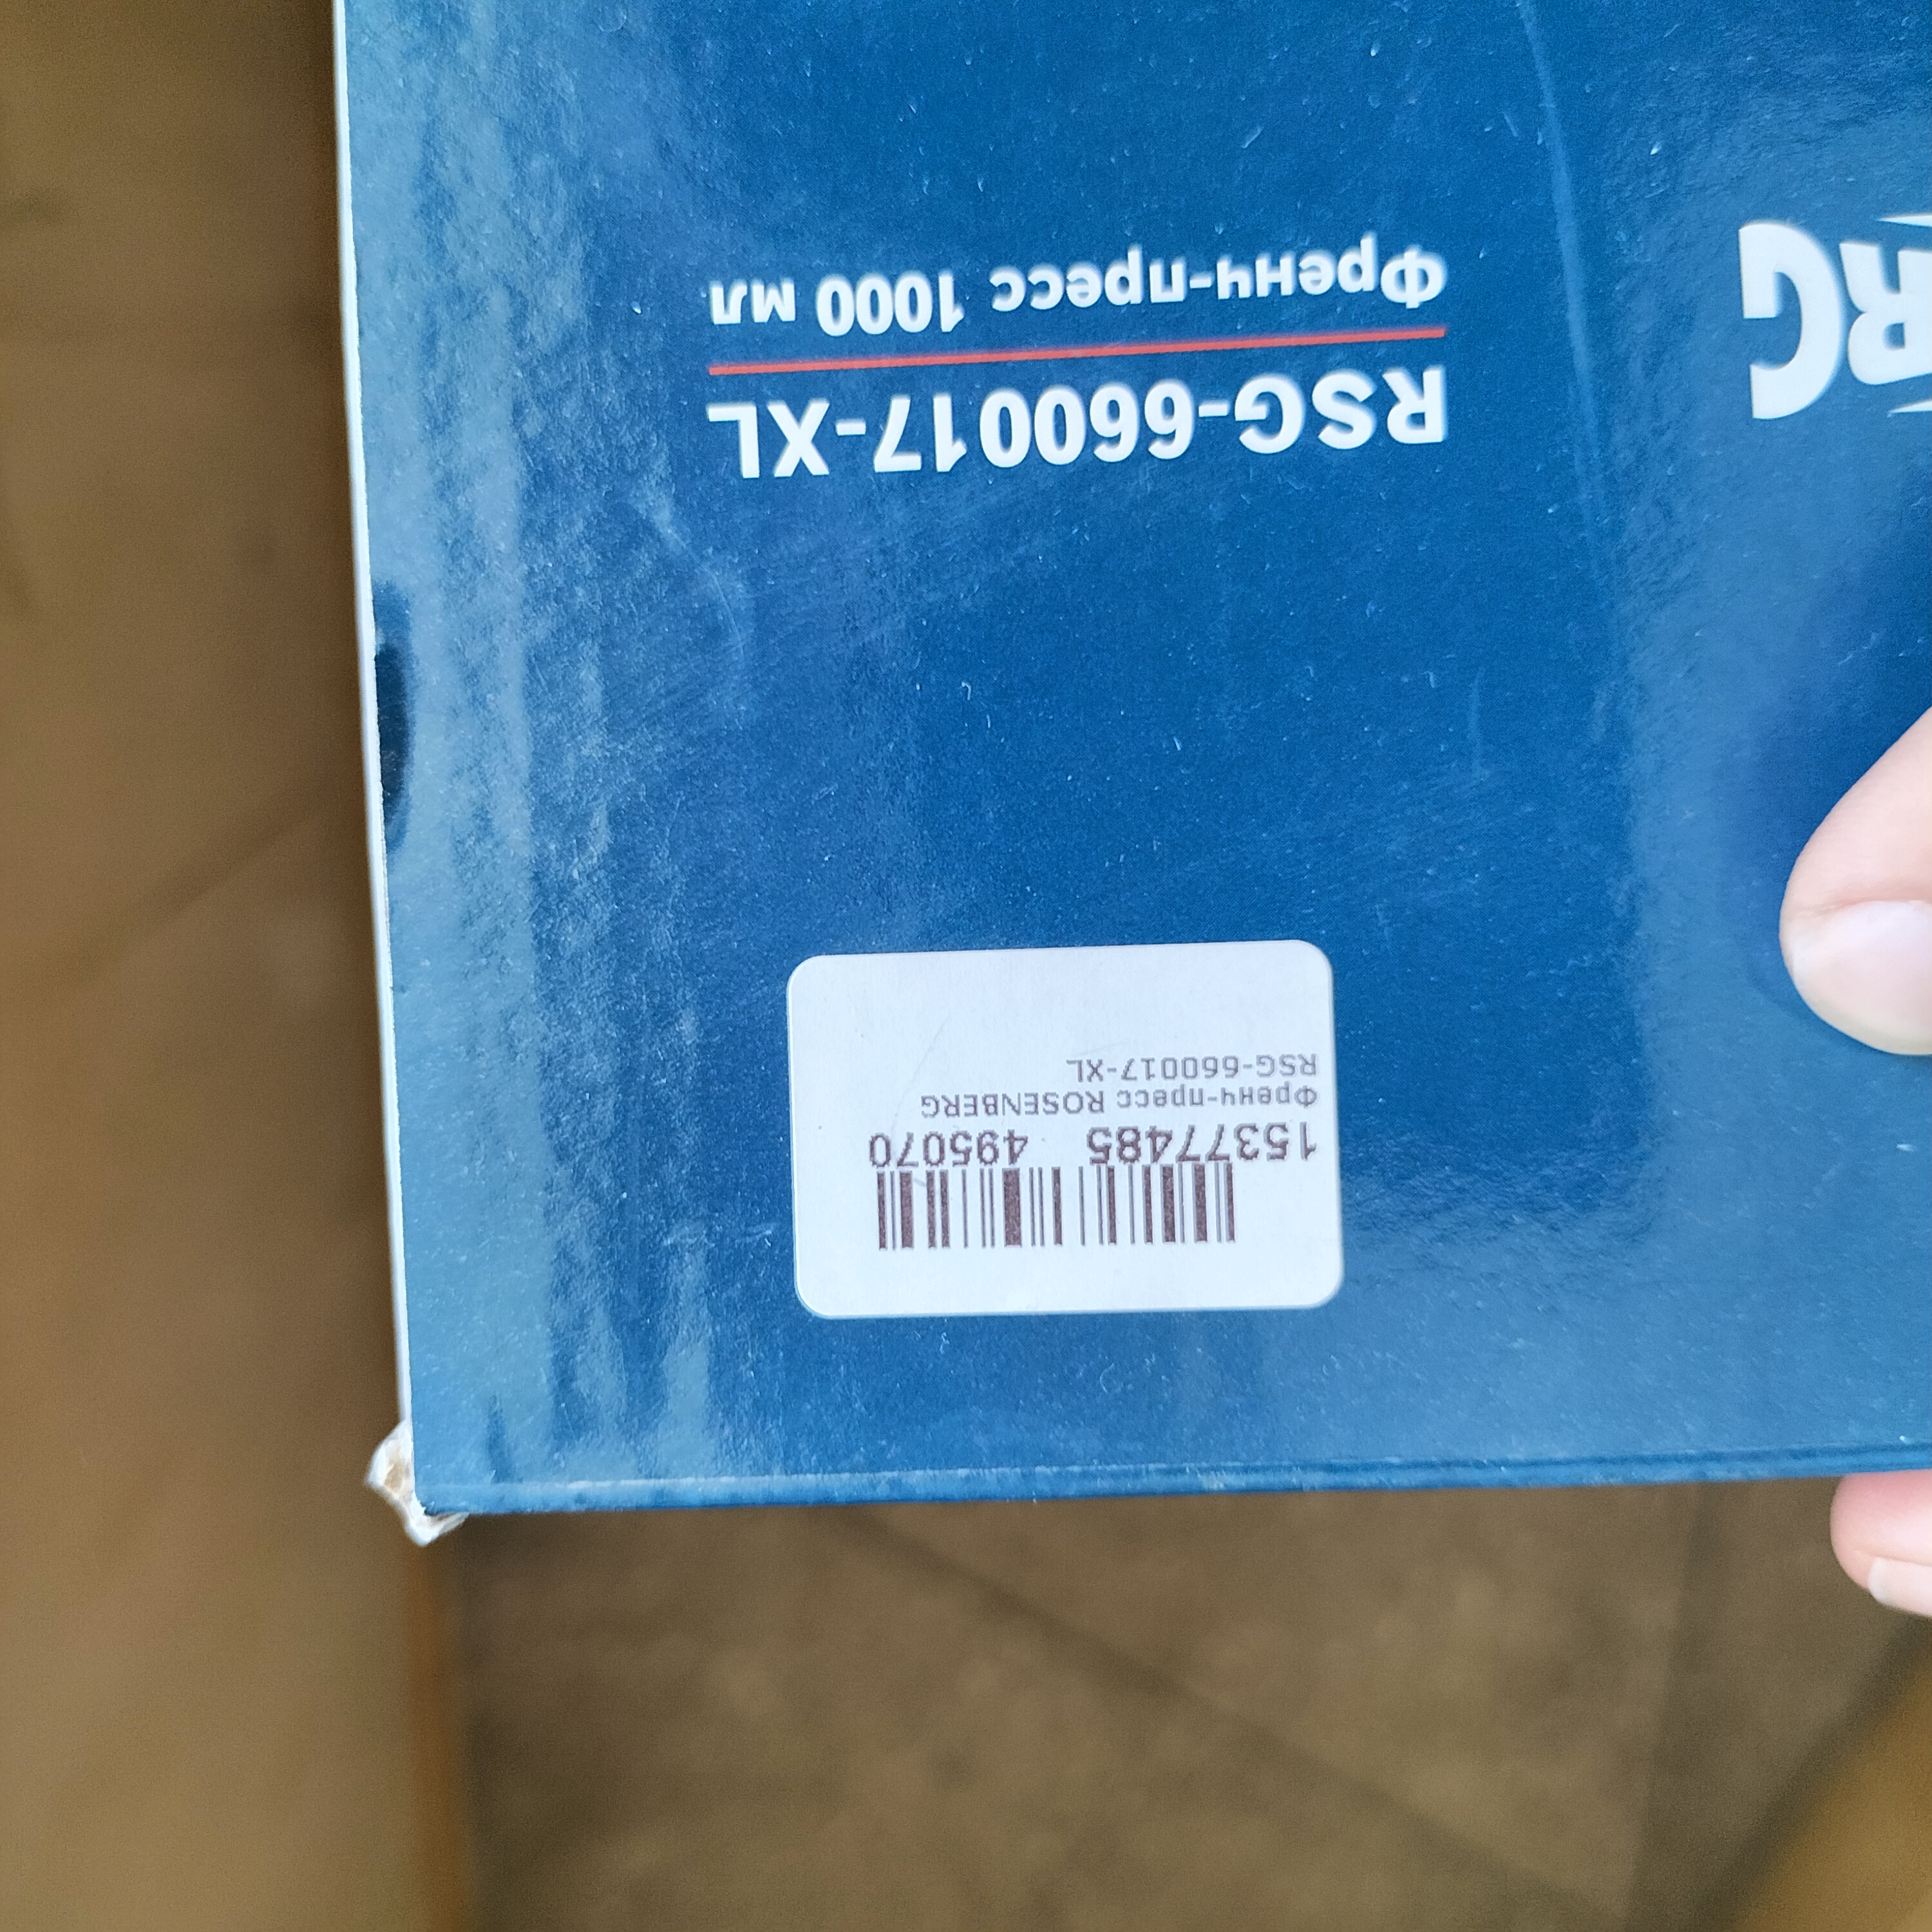 RSG-660017-XL
Френч-пресс 1000 мл
RG
15377485 495070
Френч-пресс ROSENBERG
RSG-660017-XL